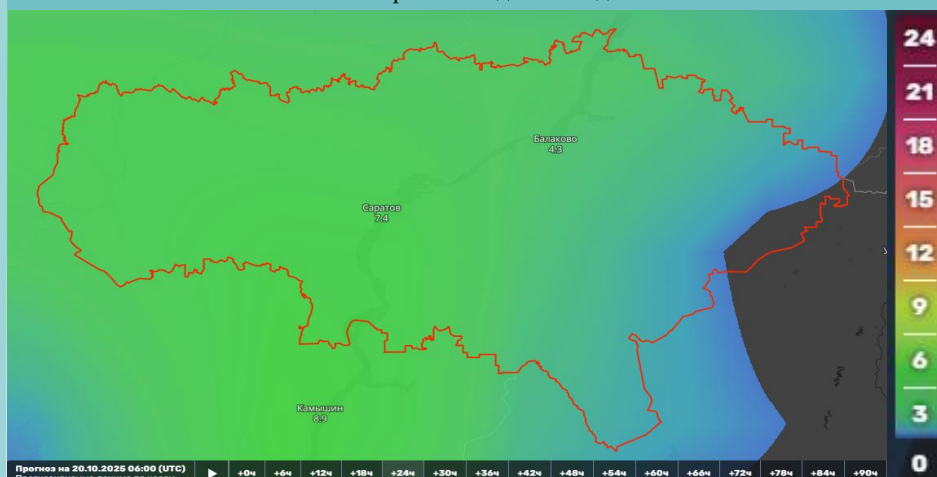 24
21
18
15
12
9
6
3
0
Балаково
4.3
Саратов
7.4
Камышин
8.9
Прогноз на 20.10.2025 06:00 (UTC)
+0ч +6ч +12ч +18ч +24ч +30ч +36ч +42ч +48ч +54ч +60ч +66ч +72ч +78ч +84ч +90ч